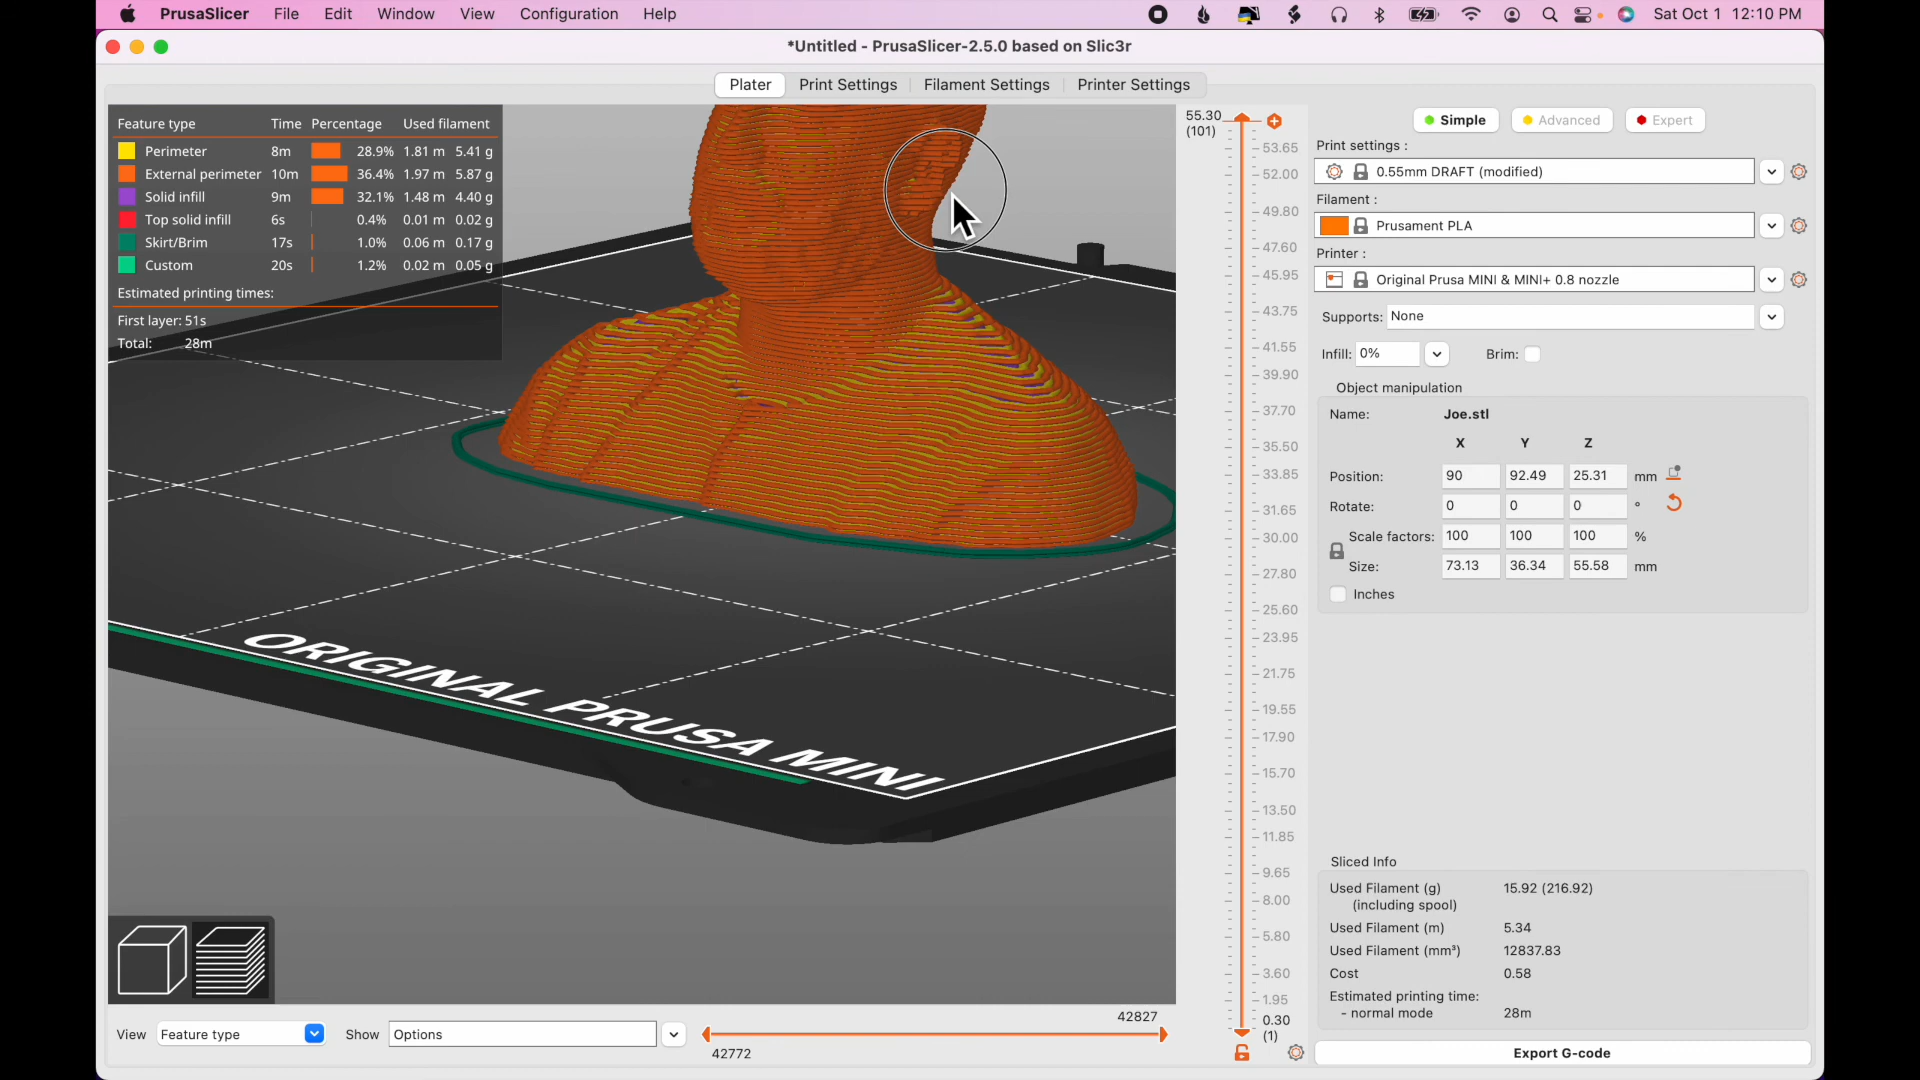 PrusaSlicer File Edit Window View Configuration Help Sat Oct 1 12:10 PM
*Untitled - PrusaSlicer-2.5.0 based on Slic3r
Plater Print Settings Filament Settings Printer Settings
Feature type Time Percentage Used filament
Perimeter 8m 28.9% 1.81 m 5.41 g
External perimeter 10m 36.4% 1.97 m 5.87 g
Solid infill 9m 32.1% 1.48 m 4.40 g
Top solid infill 6s 0.4% 0.01 m 0.02 g
Skirt/Brim 17s 1.0% 0.06 m 0.17 g
Custom 20s 1.2% 0.02 m 0.05 g
Estimated printing times:
First layer: 51s
Total: 28m
ORIGINAL PRUSA MINI
View Feature type Show Options
42827
42772
55.30
(101)
53.65
52.00
49.80
47.60
45.95
43.75
41.55
39.90
37.70
35.50
33.85
31.65
30.00
27.80
25.60
23.95
21.75
19.55
17.90
15.70
13.50
11.85
9.65
8.00
5.80
3.60
1.95
0.30
(1)
Simple Advanced Expert
Print settings :
0.55mm DRAFT (modified)
Filament :
Prusament PLA
Printer :
Original Prusa MINI & MINI+ 0.8 nozzle
Supports: None
Infill: 0% Brim:
Object manipulation
Name: Joe.stl
X Y Z
Position: 90 92.49 25.31 mm
Rotate: 0 0 0 °
Scale factors: 100 100 100 %
Size: 73.13 36.34 55.58 mm
Inches
Sliced Info
Used Filament (g) 15.92 (216.92)
(including spool)
Used Filament (m) 5.34
Used Filament (mm³) 12837.83
Cost 0.58
Estimated printing time:
- normal mode 28m
Export G-code